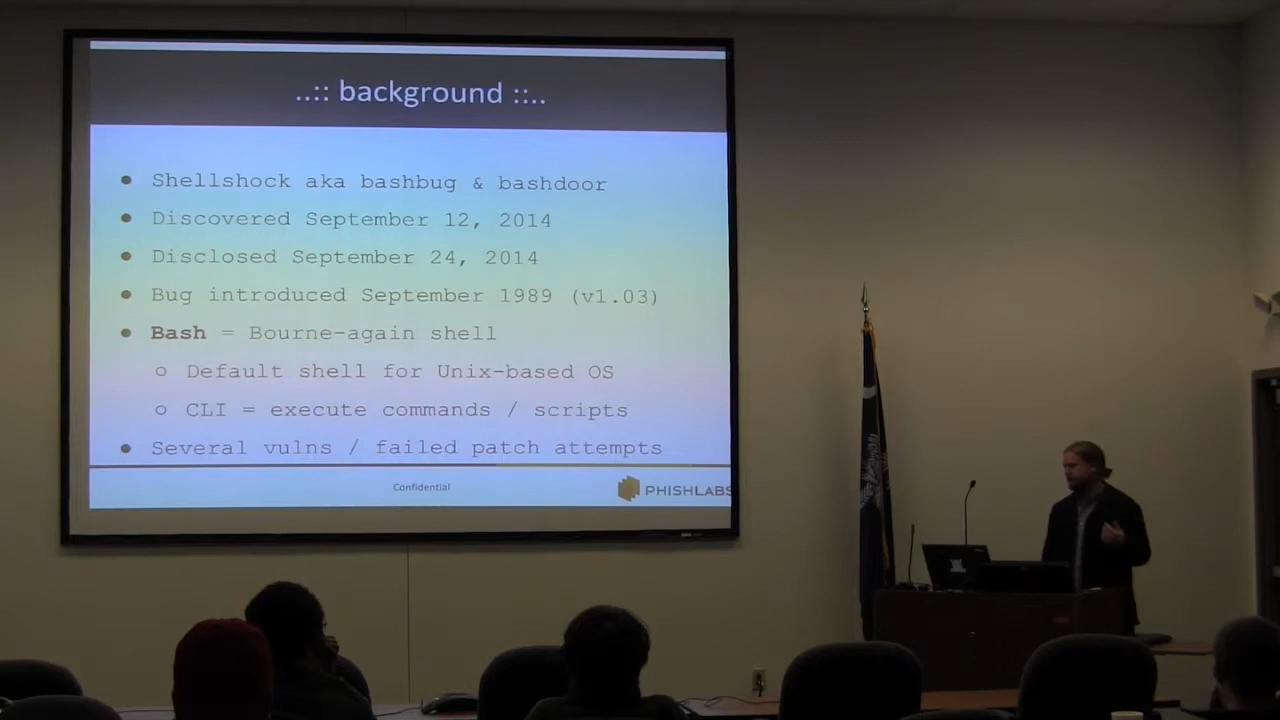 ..:: background ::..
● Shellshock aka bashbug & bashdoor
● Discovered September 12, 2014
● Disclosed September 24, 2014
● Bug introduced September 1989 (v1.03)
● Bash = Bourne-again shell
○ Default shell for Unix-based OS
○ CLI = execute commands / scripts
● Several vulns / failed patch attempts
Confidential
PHISHLABS